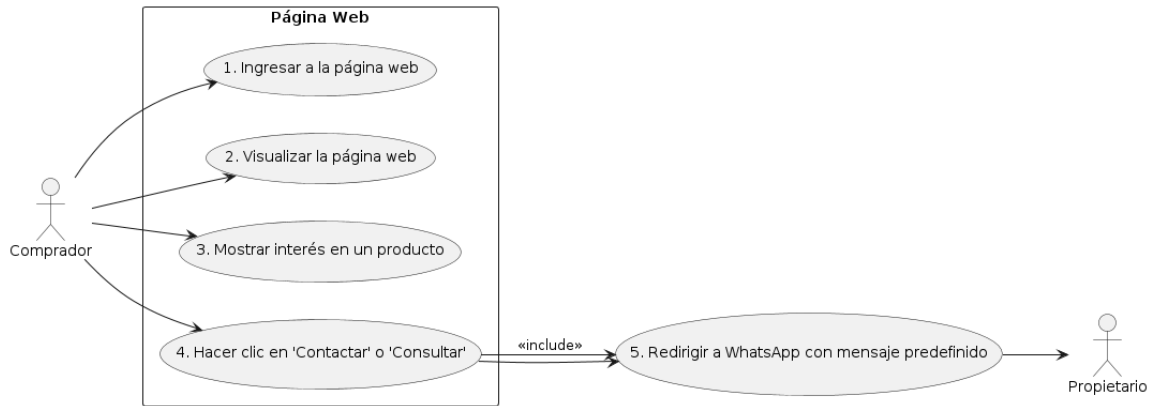 Página Web
1. Ingresar a la página web
2. Visualizar la página web
3. Mostrar interés en un producto
Comprador
4. Hacer clic en 'Contactar' o 'Consultar'
«include»
5. Redirigir a WhatsApp con mensaje predefinido
Propietario